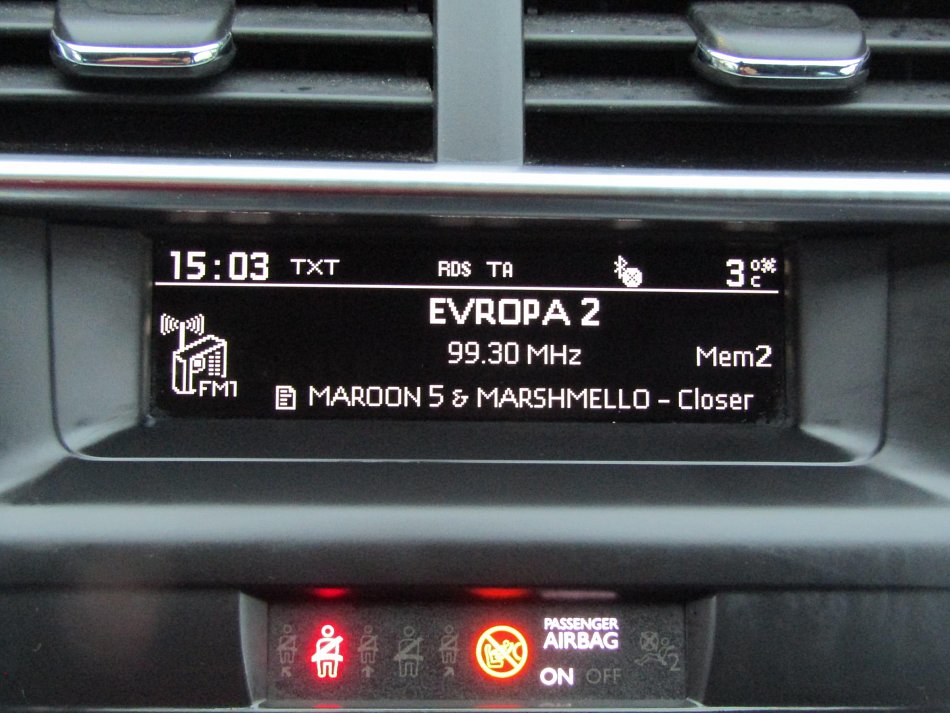 15:03 TXT RDS TA 3°C
EVROPA 2
99.30 MHz Mem2
FM1 MAROON 5 & MARSHMELLO - Closer
PASSENGER
AIRBAG
ON OFF
2